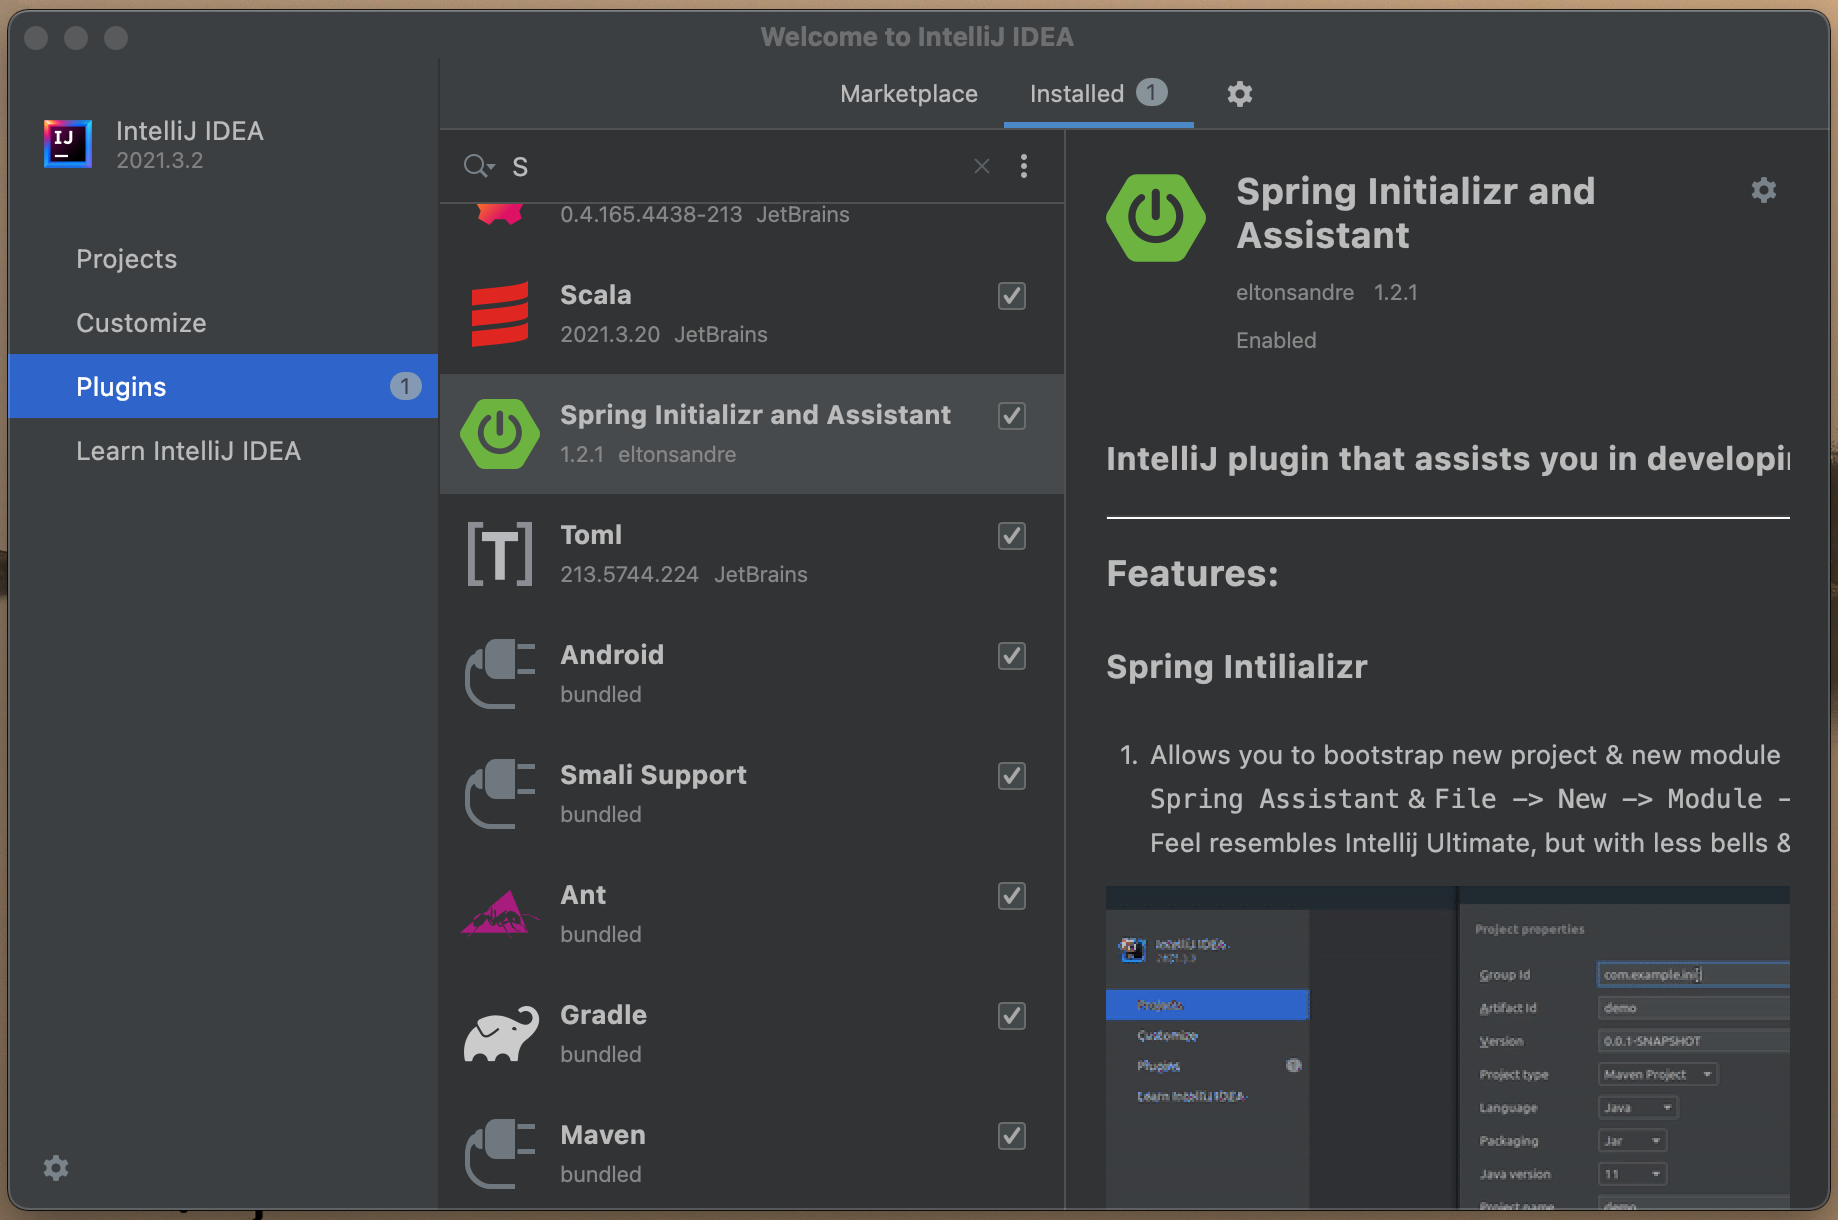 Welcome to IntelliJ IDEA
IJ
IntelliJ IDEA
2021.3.2
Projects
Customize
Plugins 1
Learn IntelliJ IDEA
Marketplace Installed 1
S
0.4.165.4438-213 JetBrains
Scala
2021.3.20 JetBrains
Spring Initializr and Assistant
1.2.1 eltonsandre
[T] Toml
213.5744.224 JetBrains
Android
bundled
Smali Support
bundled
Ant
bundled
Gradle
bundled
Maven
bundled
Spring Initializr and
Assistant
eltonsandre 1.2.1
Enabled
IntelliJ plugin that assists you in developi
Features:
Spring Intilializr
1. Allows you to bootstrap new project & new module
Spring Assistant & File -> New -> Module -
Feel resembles Intellij Ultimate, but with less bells &
IntelliJ IDEA
Projects
Customize
Plugins
Learn IntelliJ IDEA
Project properties
Group Id com.example.ini
Artifact Id demo
Version 0.0.1-SNAPSHOT
Project type Maven Project
Language Java
Packaging Jar
Java version 11
Project name demo